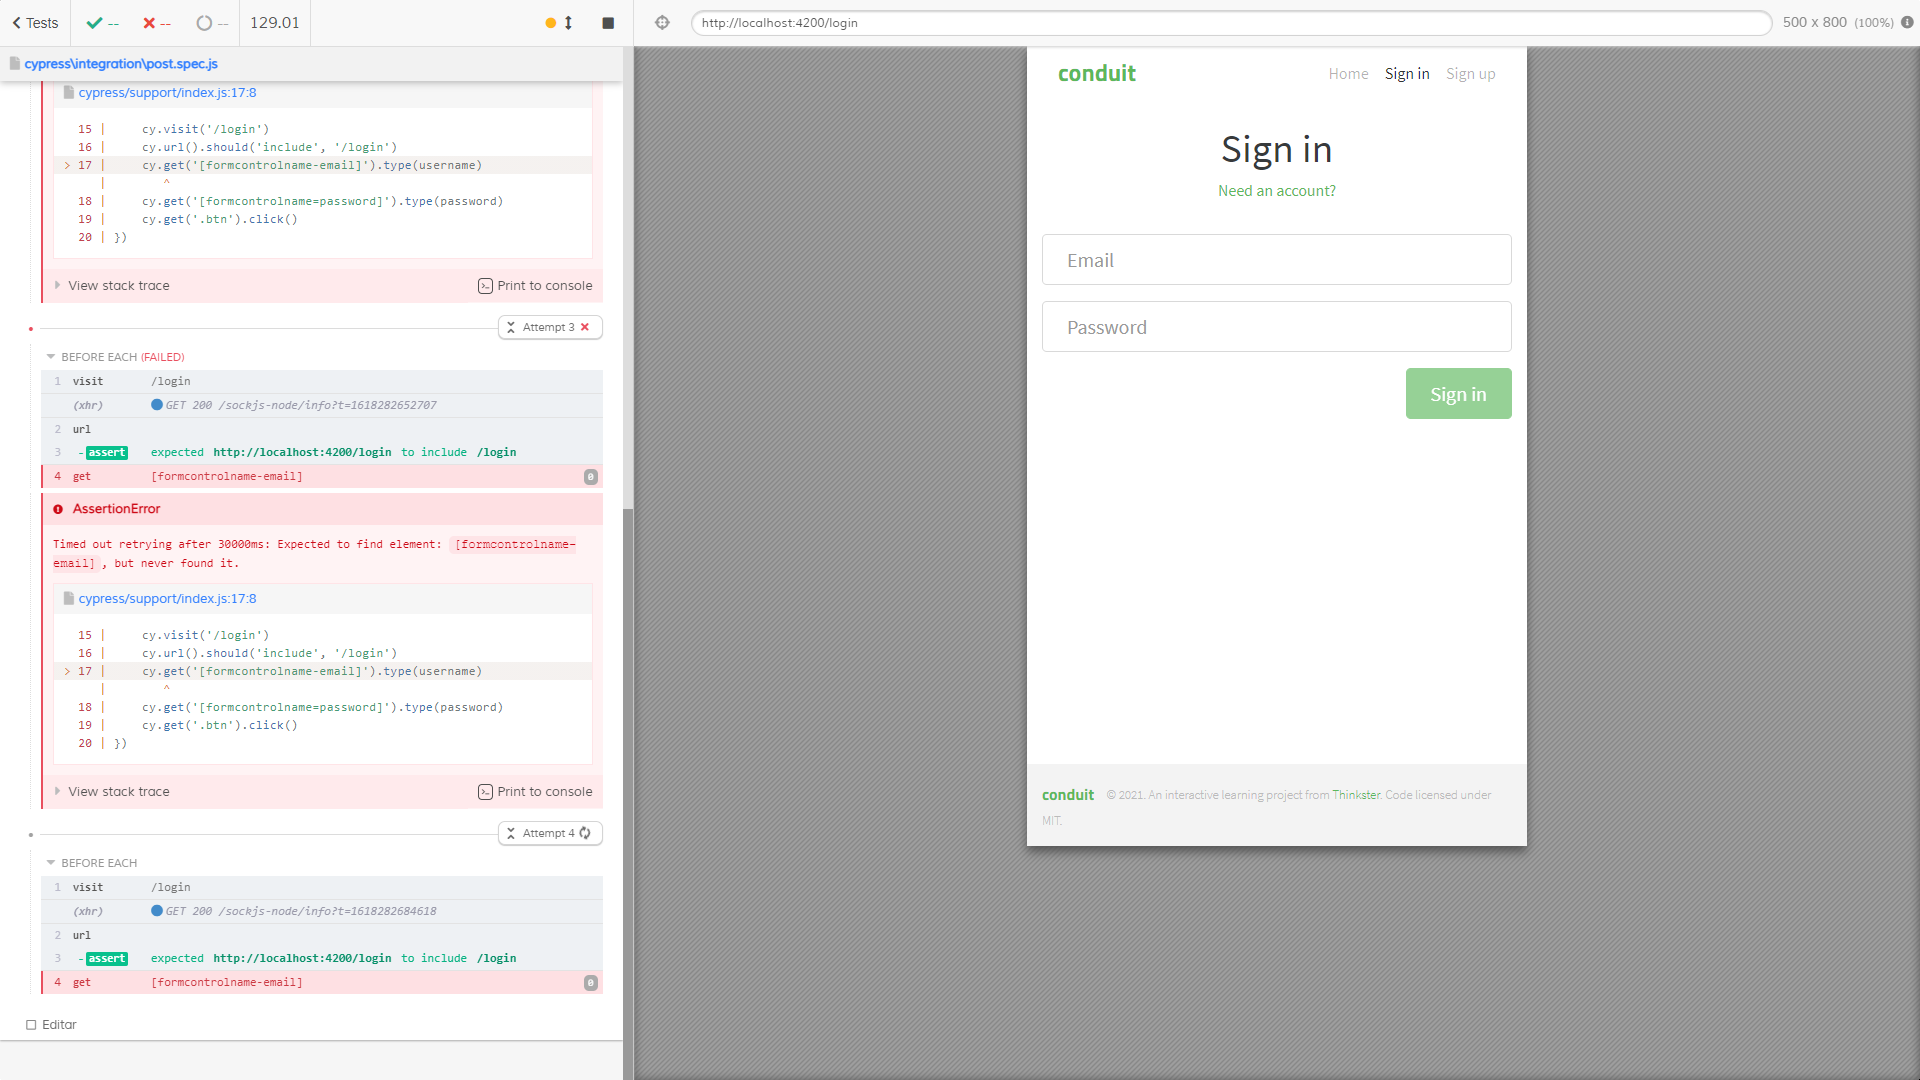 Tests
--
--
--
129.01
cypress\integration\post.spec.js
cypress/support/index.js:17:8
15 | cy.visit('/login')
16 | cy.url().should('include', '/login')
> 17 | cy.get('[formcontrolname-email]').type(username)
| ^
18 | cy.get('[formcontrolname=password]').type(password)
19 | cy.get('.btn').click()
20 | })
View stack trace
Print to console
Attempt 3
BEFORE EACH (FAILED)
1 visit /login
(xhr) GET 200 /sockjs-node/info?t=1618282652707
2 url
3 -assert expected http://localhost:4200/login to include /login
4 get [formcontrolname-email] 0
AssertionError
Timed out retrying after 30000ms: Expected to find element: [formcontrolname-
email], but never found it.
cypress/support/index.js:17:8
15 | cy.visit('/login')
16 | cy.url().should('include', '/login')
> 17 | cy.get('[formcontrolname-email]').type(username)
| ^
18 | cy.get('[formcontrolname=password]').type(password)
19 | cy.get('.btn').click()
20 | })
View stack trace
Print to console
Attempt 4
BEFORE EACH
1 visit /login
(xhr) GET 200 /sockjs-node/info?t=1618282684618
2 url
3 -assert expected http://localhost:4200/login to include /login
4 get [formcontrolname-email] 0
Editar
http://localhost:4200/login
500 x 800 (100%)
conduit
Home Sign in Sign up
Sign in
Need an account?
Email
Password
Sign in
conduit © 2021. An interactive learning project from Thinkster. Code licensed under
MIT.